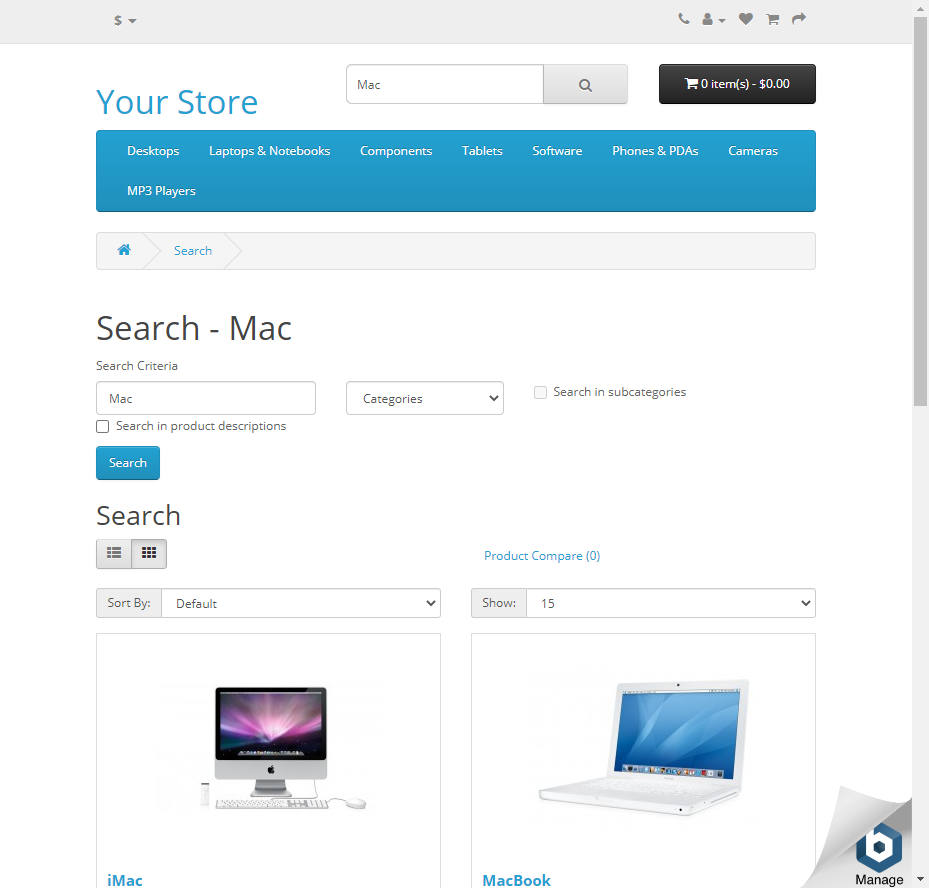 $
Mac
0 item(s) - $0.00
Your Store
Desktops Laptops & Notebooks Components Tablets Software Phones & PDAs Cameras
MP3 Players
Search
Search - Mac
Search Criteria
Mac Categories Search in subcategories
Search in product descriptions
Search
Search
Product Compare (0)
Sort By: Default Show: 15
iMac MacBook
Manage